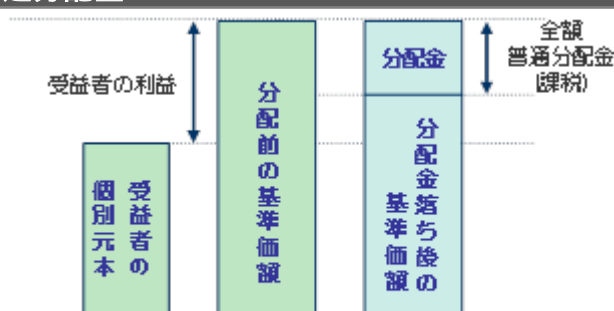 受益者の利益
受益者の
個別元本
分配前の基準価額
分配金
分配金落ち後の
基準価額
全額
普通分配金
(課税)